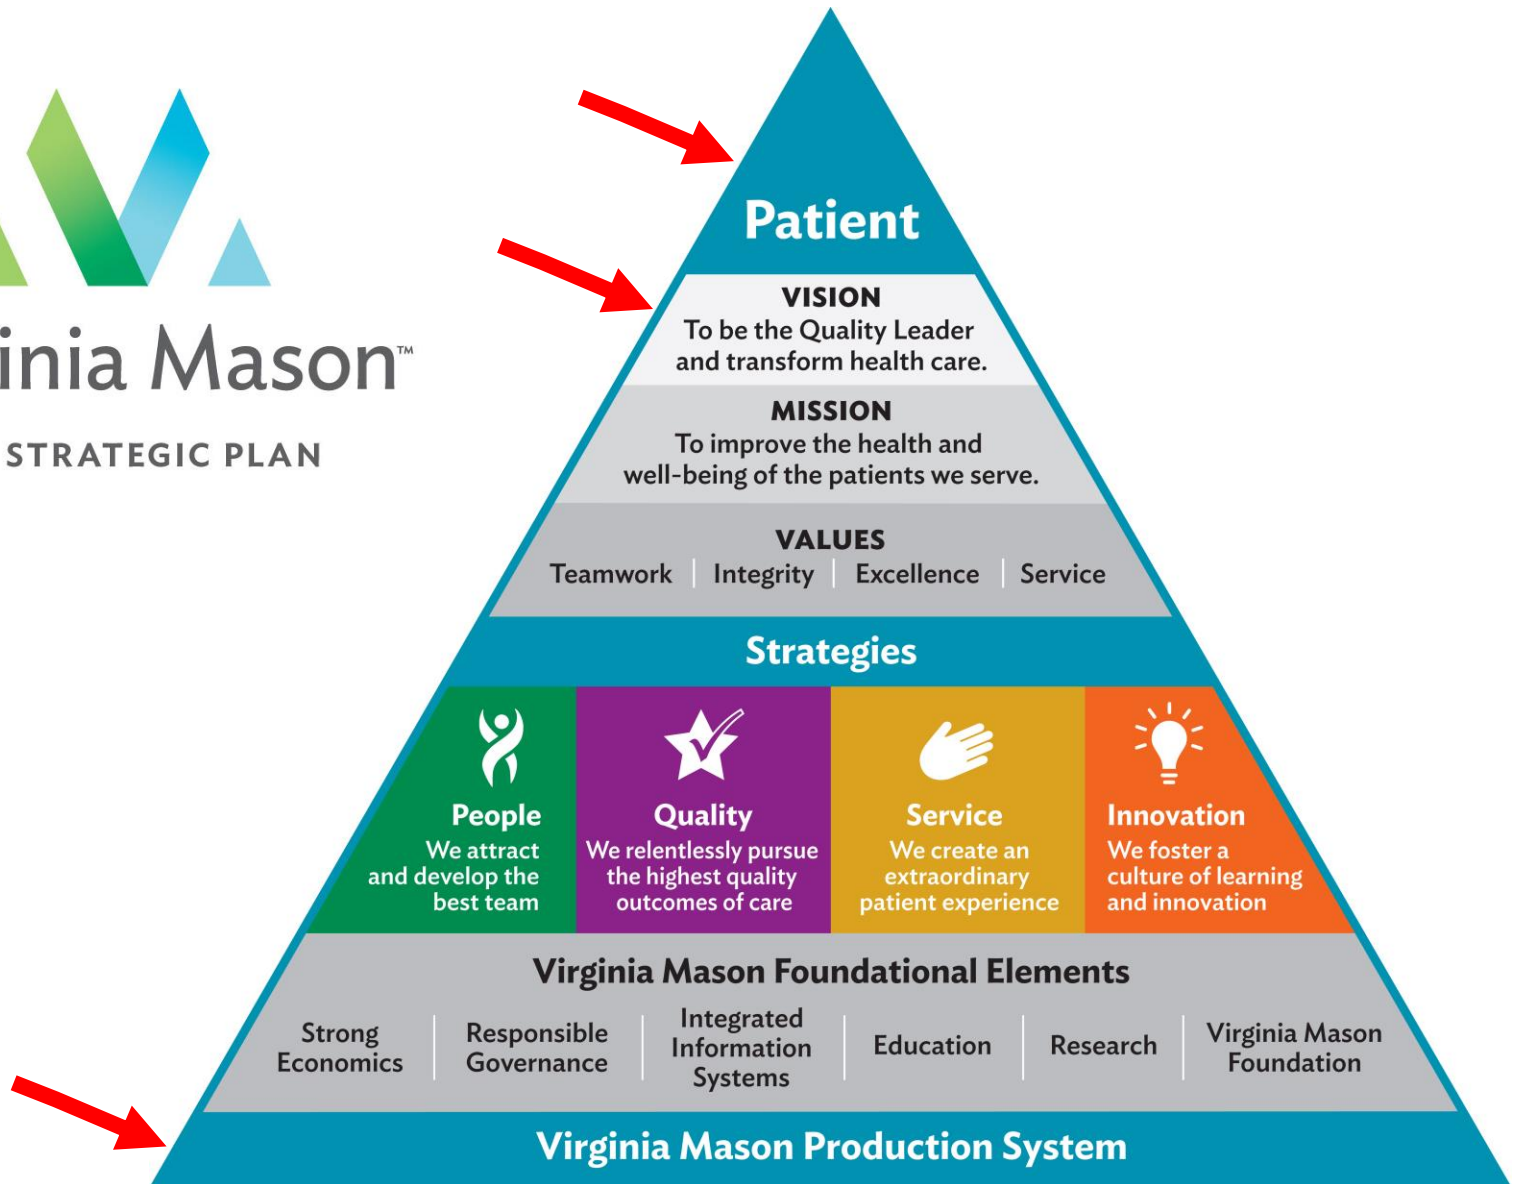 inia Mason™
STRATEGIC PLAN
Patient
VISION
To be the Quality Leader
and transform health care.
MISSION
To improve the health and
well-being of the patients we serve.
VALUES
Teamwork
Integrity
Excellence
Service
Strategies
People
We attract
and develop the
best team
Quality
We relentlessly pursue
the highest quality
outcomes of care
Service
We create an
extraordinary
patient experience
Innovation
We foster a
culture of learning
and innovation
Virginia Mason Foundational Elements
Strong
Economics
Responsible
Governance
Integrated
Information
Systems
Education
Research
Virginia Mason
Foundation
Virginia Mason Production System